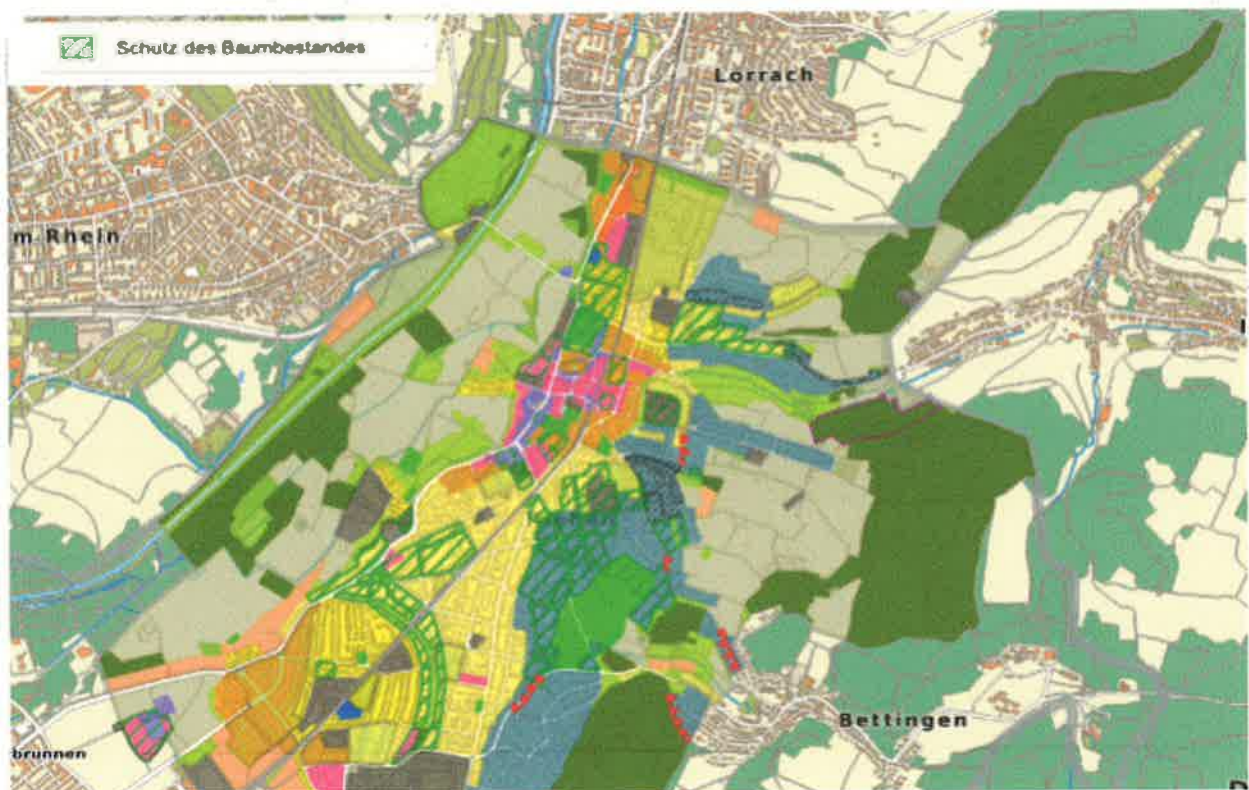 Schutz des Baumbestandes
Lorrach
m Rhein
Bettingen
brunnen
D